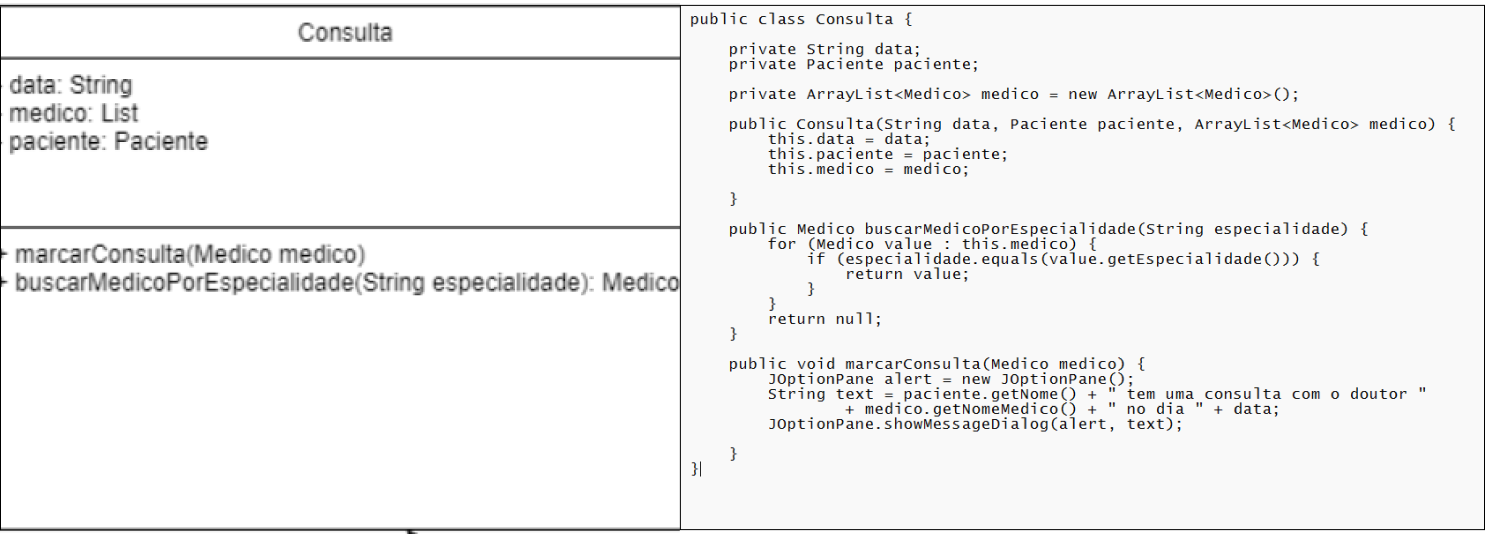 Consulta
- data: String
- medico: List
- paciente: Paciente
+ marcarConsulta(Medico medico)
+ buscarMedicoPorEspecialidade(String especialidade): Medico
public class Consulta {
private String data;
private Paciente paciente;
private ArrayList<Medico> medico = new ArrayList<Medico>();
public Consulta(String data, Paciente paciente, ArrayList<Medico> medico) {
this.data = data;
this.paciente = paciente;
this.medico = medico;
}
public Medico buscarMedicoPorEspecialidade(String especialidade) {
for (Medico value : this.medico) {
if (especialidade.equals(value.getEspecialidade())) {
return value;
}
}
return null;
}
public void marcarConsulta(Medico medico) {
JOptionPane alert = new JOptionPane();
String text = paciente.getNome() + " tem uma consulta com o doutor "
+ medico.getNomeMedico() + " no dia " + data;
JOptionPane.showMessageDialog(alert, text);
}
}